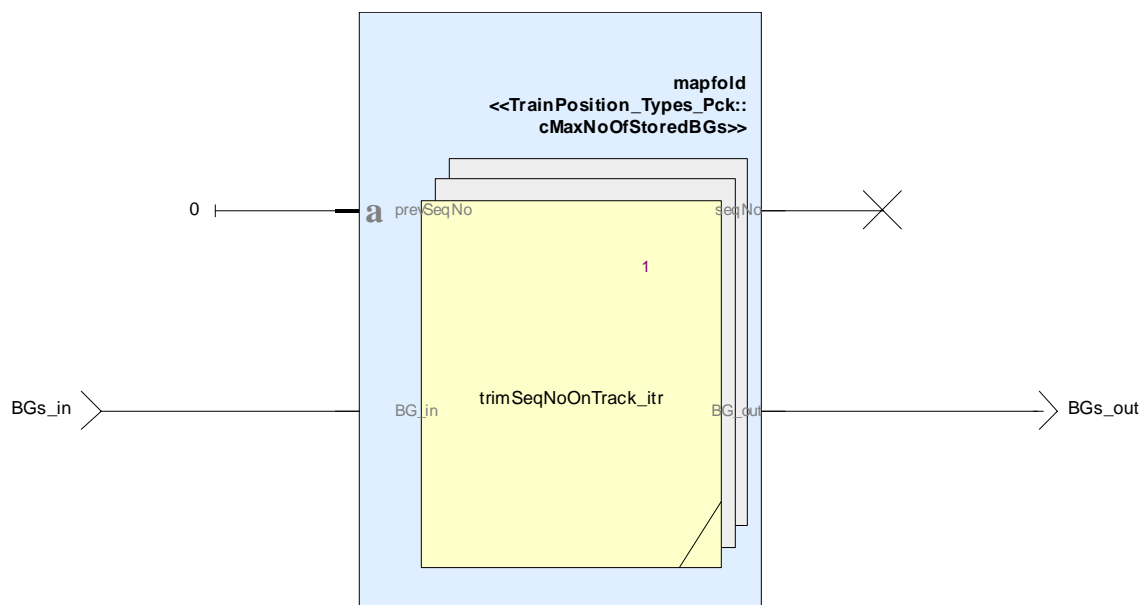 mapfold
<<TrainPosition_Types_Pck::
cMaxNoOfStoredBGs>>
0
a
prevSeqNo
seqNo
1
trimSeqNoOnTrack_itr
BGs_in
BG_in
BG_out
BGs_out